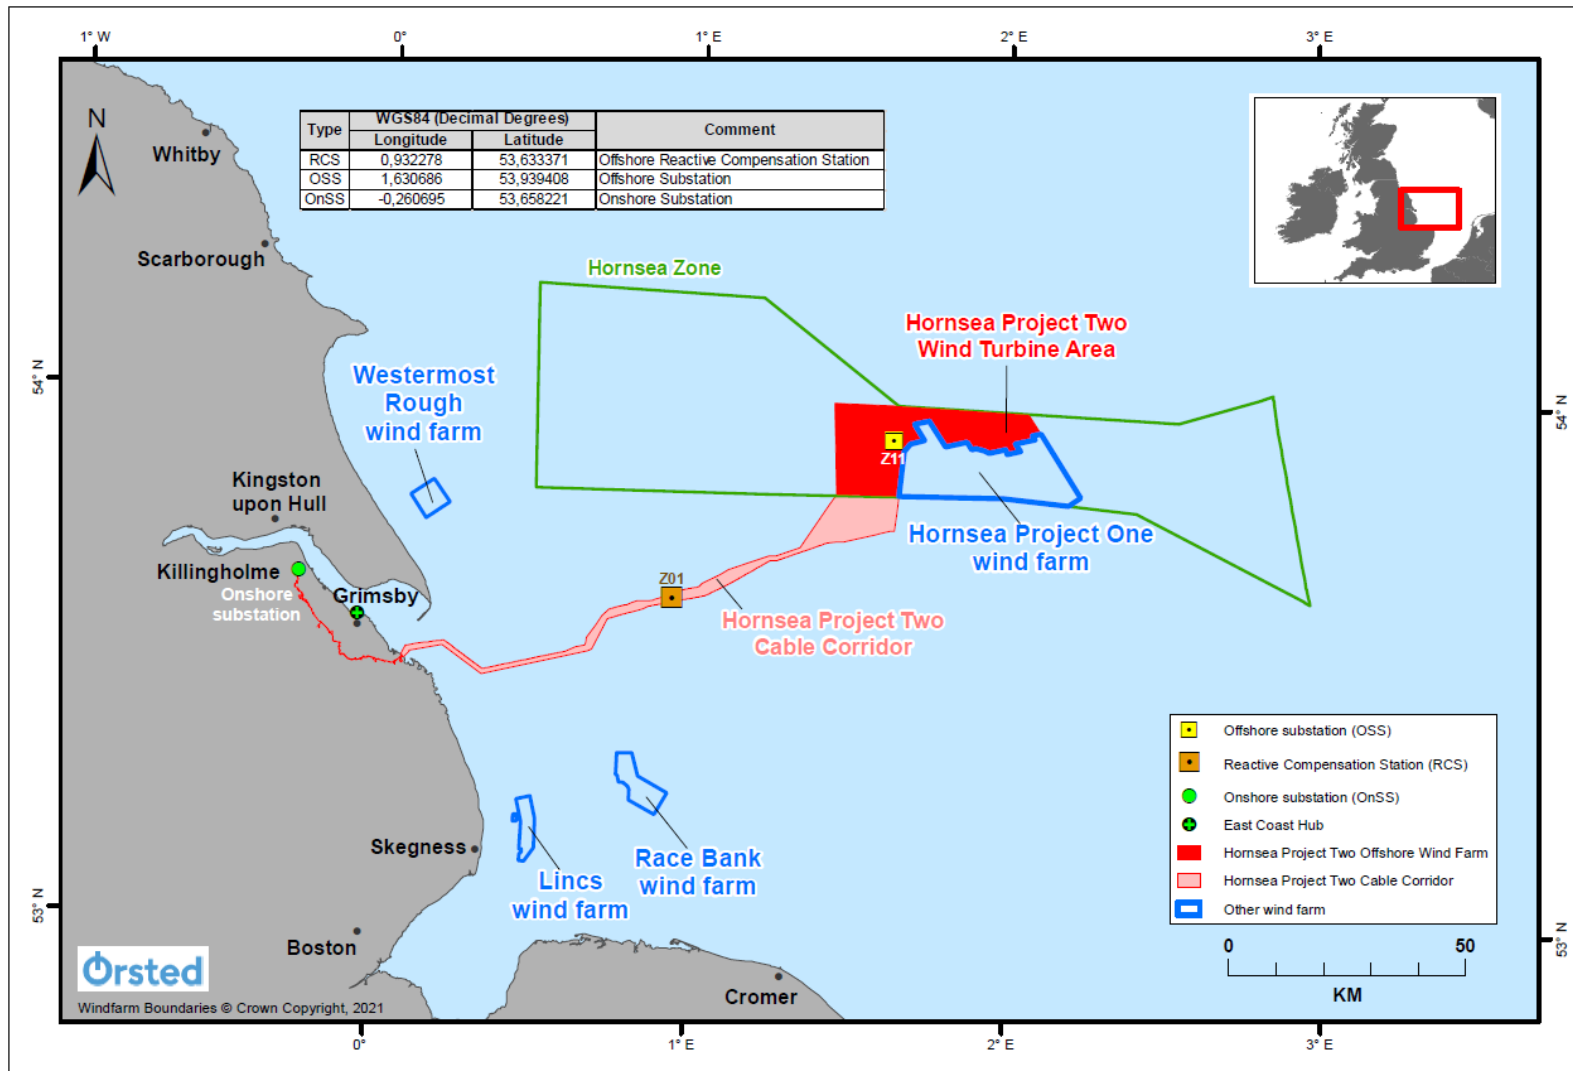 1° W
0°
1° E
2° E
3° E
N
Type
WGS84 (Decimal Degrees)
Comment
Longitude
Latitude
RCS 0,932278 53,633371 Offshore Reactive Compensation Station
OSS 1,630686 53,939408 Offshore Substation
OnSS -0,260695 53,658221 Onshore Substation
Whitby
Scarborough
Hornsea Zone
Hornsea Project Two
Wind Turbine Area
54° N
54° N
Westermost
Rough
wind farm
Z11
Kingston
upon Hull
Hornsea Project One
wind farm
Killingholme
Onshore
substation
Grimsby
Z01
Hornsea Project Two
Cable Corridor
Offshore substation (OSS)
Reactive Compensation Station (RCS)
Onshore substation (OnSS)
East Coast Hub
Hornsea Project Two Offshore Wind Farm
Hornsea Project Two Cable Corridor
Other wind farm
Skegness
Race Bank
wind farm
Lincs
wind farm
53° N
53° N
Boston
0
50
KM
Cromer
Orsted
Windfarm Boundaries © Crown Copyright, 2021
0°
1° E
2° E
3° E